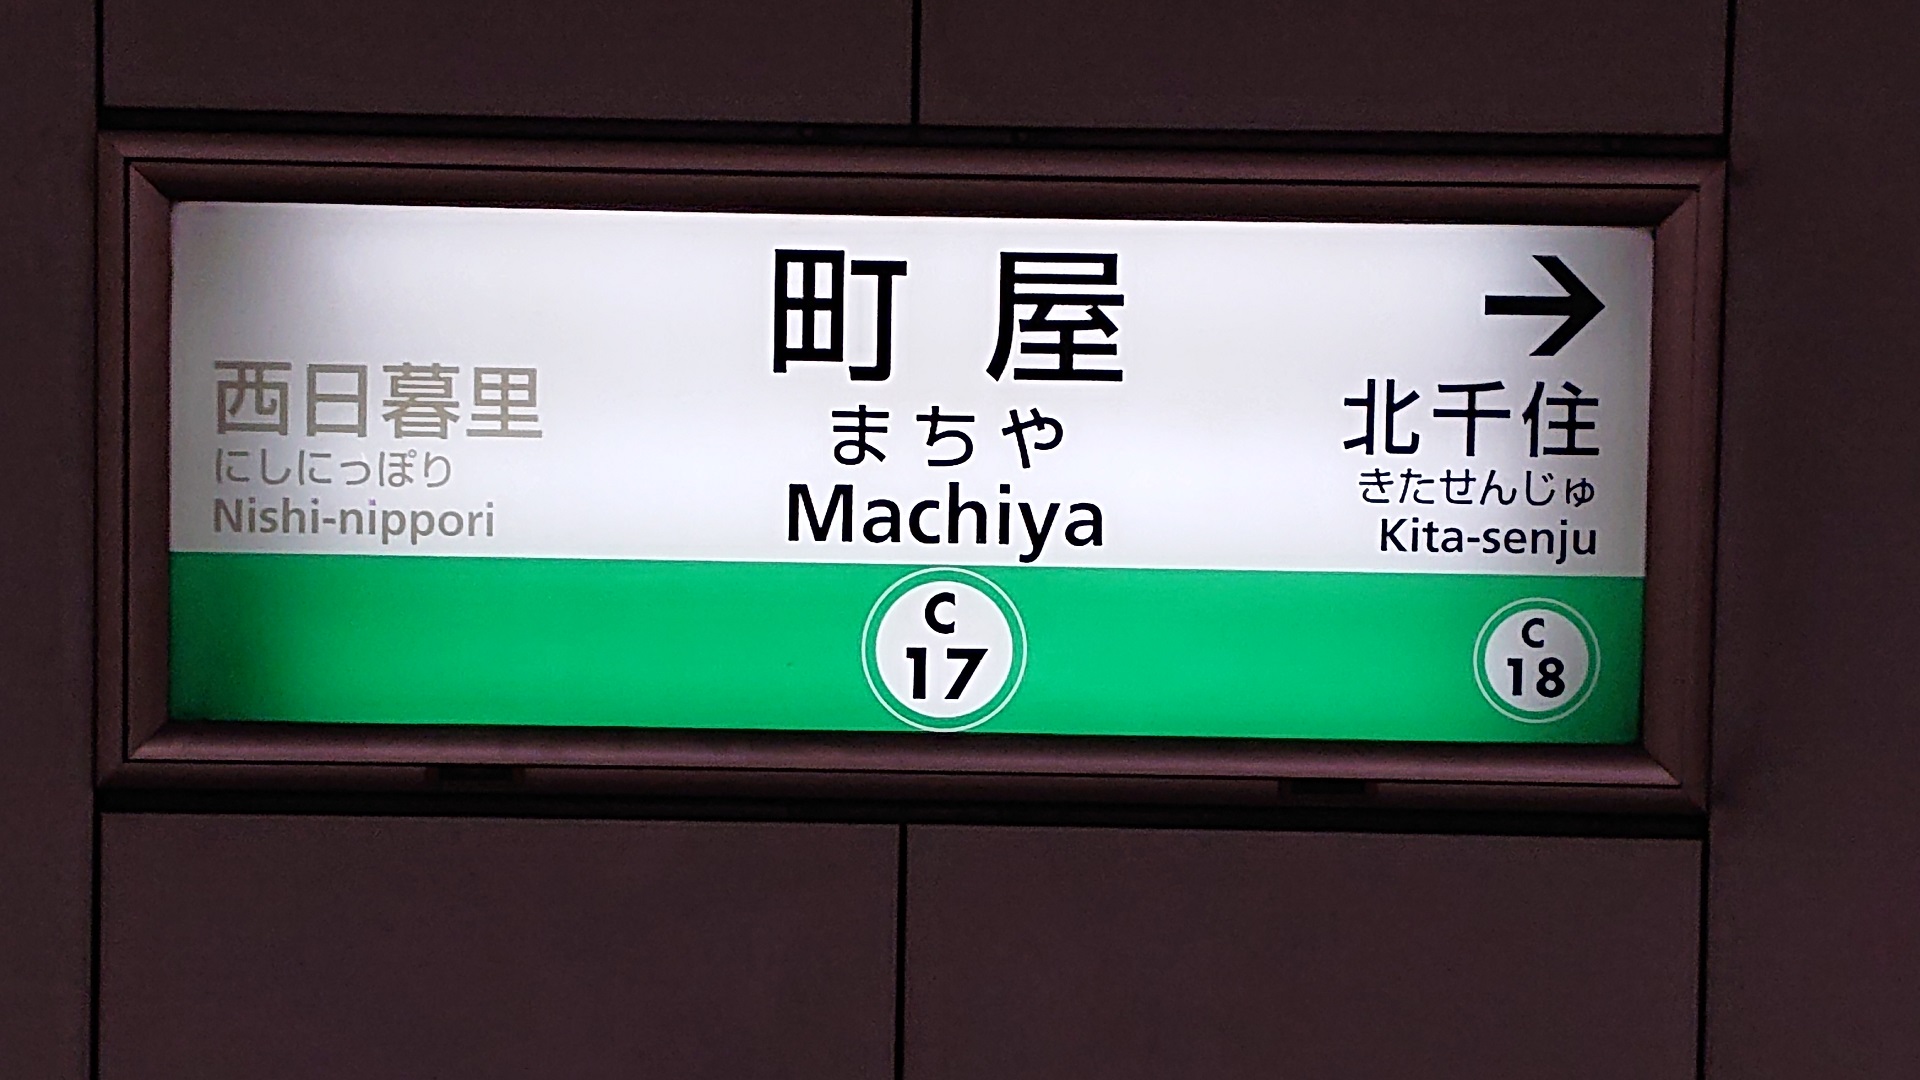 町屋
まちや
Machiya
C
17
西日暮里
にしにっぽり
Nishi-nippori
→
北千住
きたせんじゅ
Kita-senju
C
18